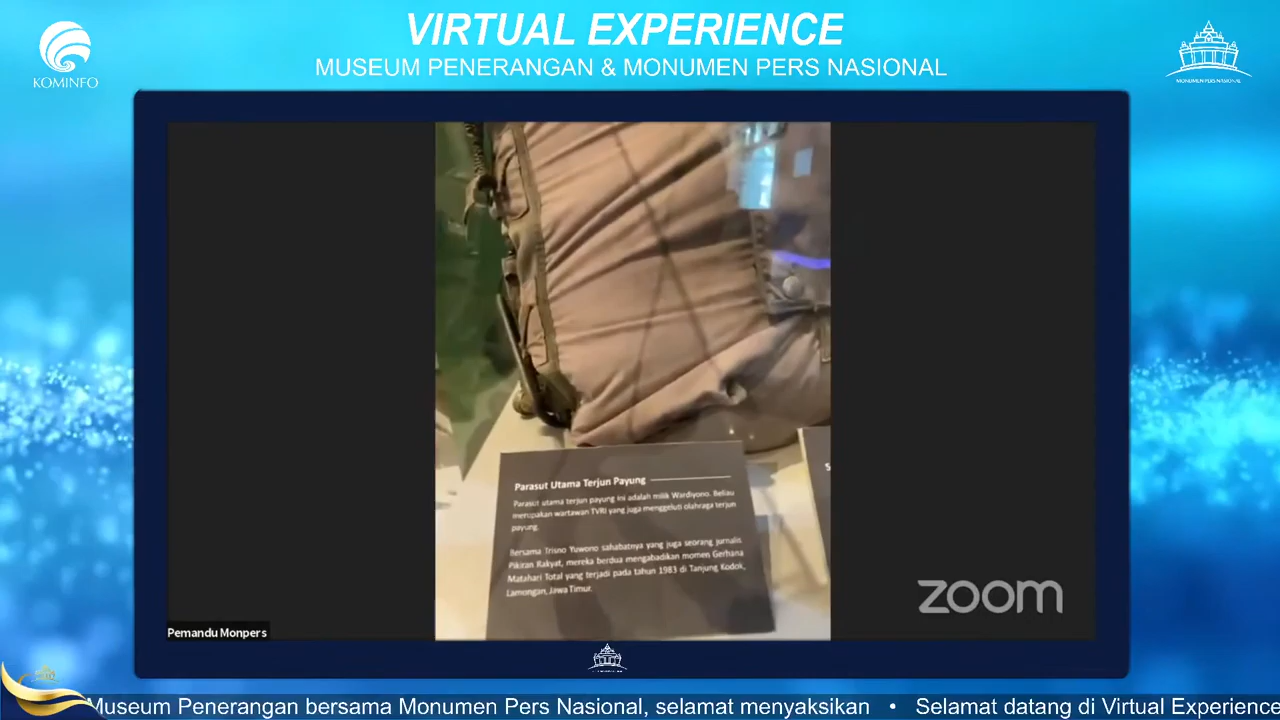 VIRTUAL EXPERIENCE
MUSEUM PENERANGAN & MONUMEN PERS NASIONAL
KOMINFO
MONUMEN PERS NASIONAL
Parasut Utama Terjun Payung
Parasut utama terjun payung ini adalah milik Wardiyono. Beliau
merupakan wartawan TVRI yang juga menggeluti olahraga terjun
payung.
Bersama Trisno Yuwono sahabatnya yang juga seorang jurnalis
Pikiran Rakyat, mereka berdua mengabadikan momen Gerhana
Matahari Total yang terjadi pada tahun 1983 di Tanjung Kodok,
Lamongan, Jawa Timur.
zoom
Pemandu Monpers
Museum Penerangan bersama Monumen Pers Nasional, selamat menyaksikan • Selamat datang di Virtual Experience